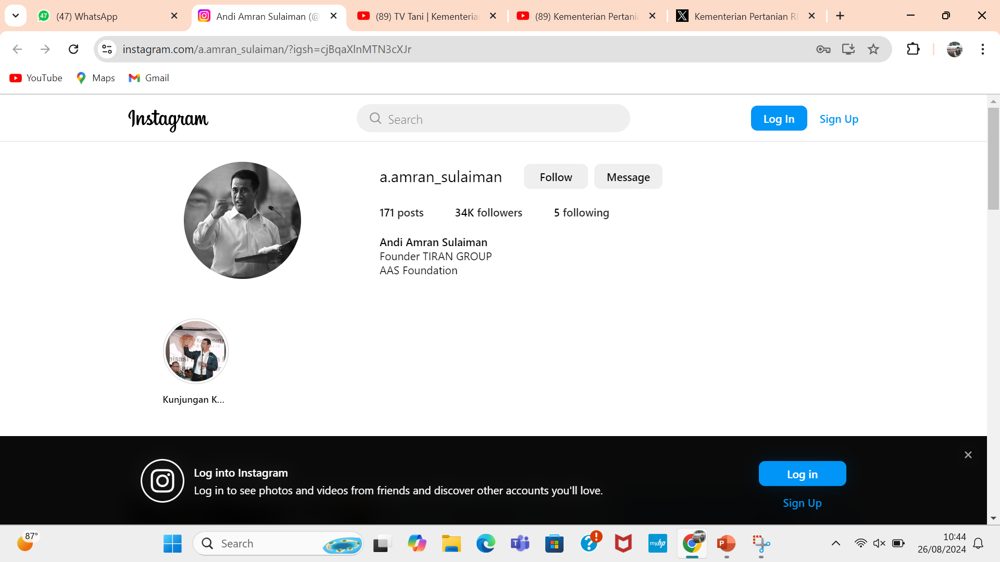 (47) WhatsApp
Andi Amran Sulaiman (@
(89) TV Tani | Kementeria
(89) Kementerian Pertania
Kementerian Pertanian RI
instagram.com/a.amran_sulaiman/?igsh=cjBqaXlnMTN3cXJr
YouTube
Maps
Gmail
Instagram
Search
Log In
Sign Up
a.amran_sulaiman
Follow
Message
171 posts
34K followers
5 following
Andi Amran Sulaiman
Founder TIRAN GROUP
AAS Foundation
Kunjungan K...
Log into Instagram
Log in to see photos and videos from friends and discover other accounts you'll love.
Log in
Sign Up
87°
Search
myhp
10:44
26/08/2024